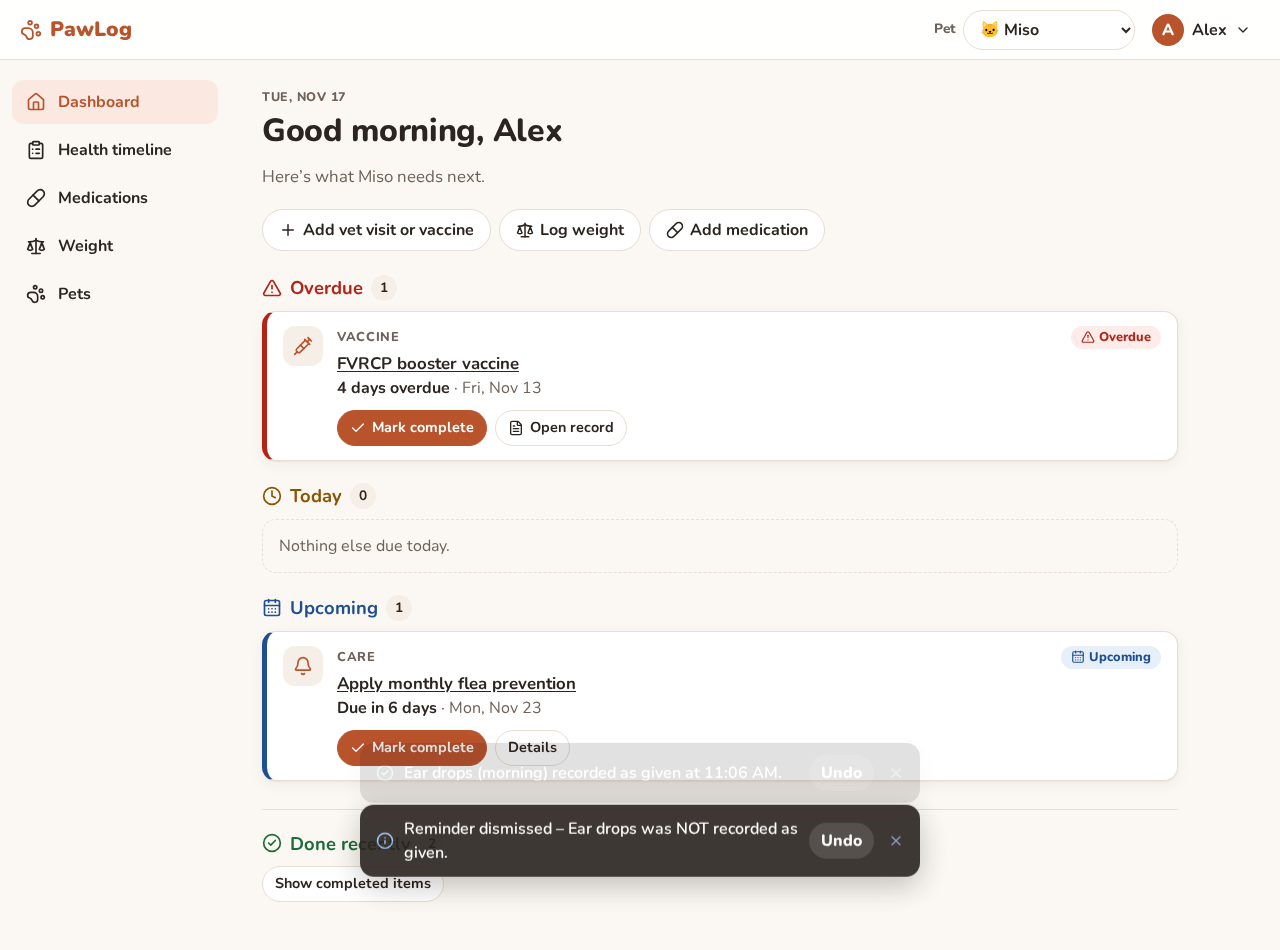 PawLog
Pet
Miso
A
Alex
Dashboard
Health timeline
Medications
Weight
Pets
TUE, NOV 17
Good morning, Alex
Here's what Miso needs next.
Add vet visit or vaccine
Log weight
Add medication
Overdue 1
VACCINE
Overdue
FVRCP booster vaccine
4 days overdue · Fri, Nov 13
Mark complete
Open record
Today 0
Nothing else due today.
Upcoming 1
CARE
Upcoming
Apply monthly flea prevention
Due in 6 days · Mon, Nov 23
Mark complete
Details
Ear drops (morning) recorded as given at 11:06 AM.
Undo
Reminder dismissed – Ear drops was NOT recorded as
given.
Undo
Done recently 2
Show completed items